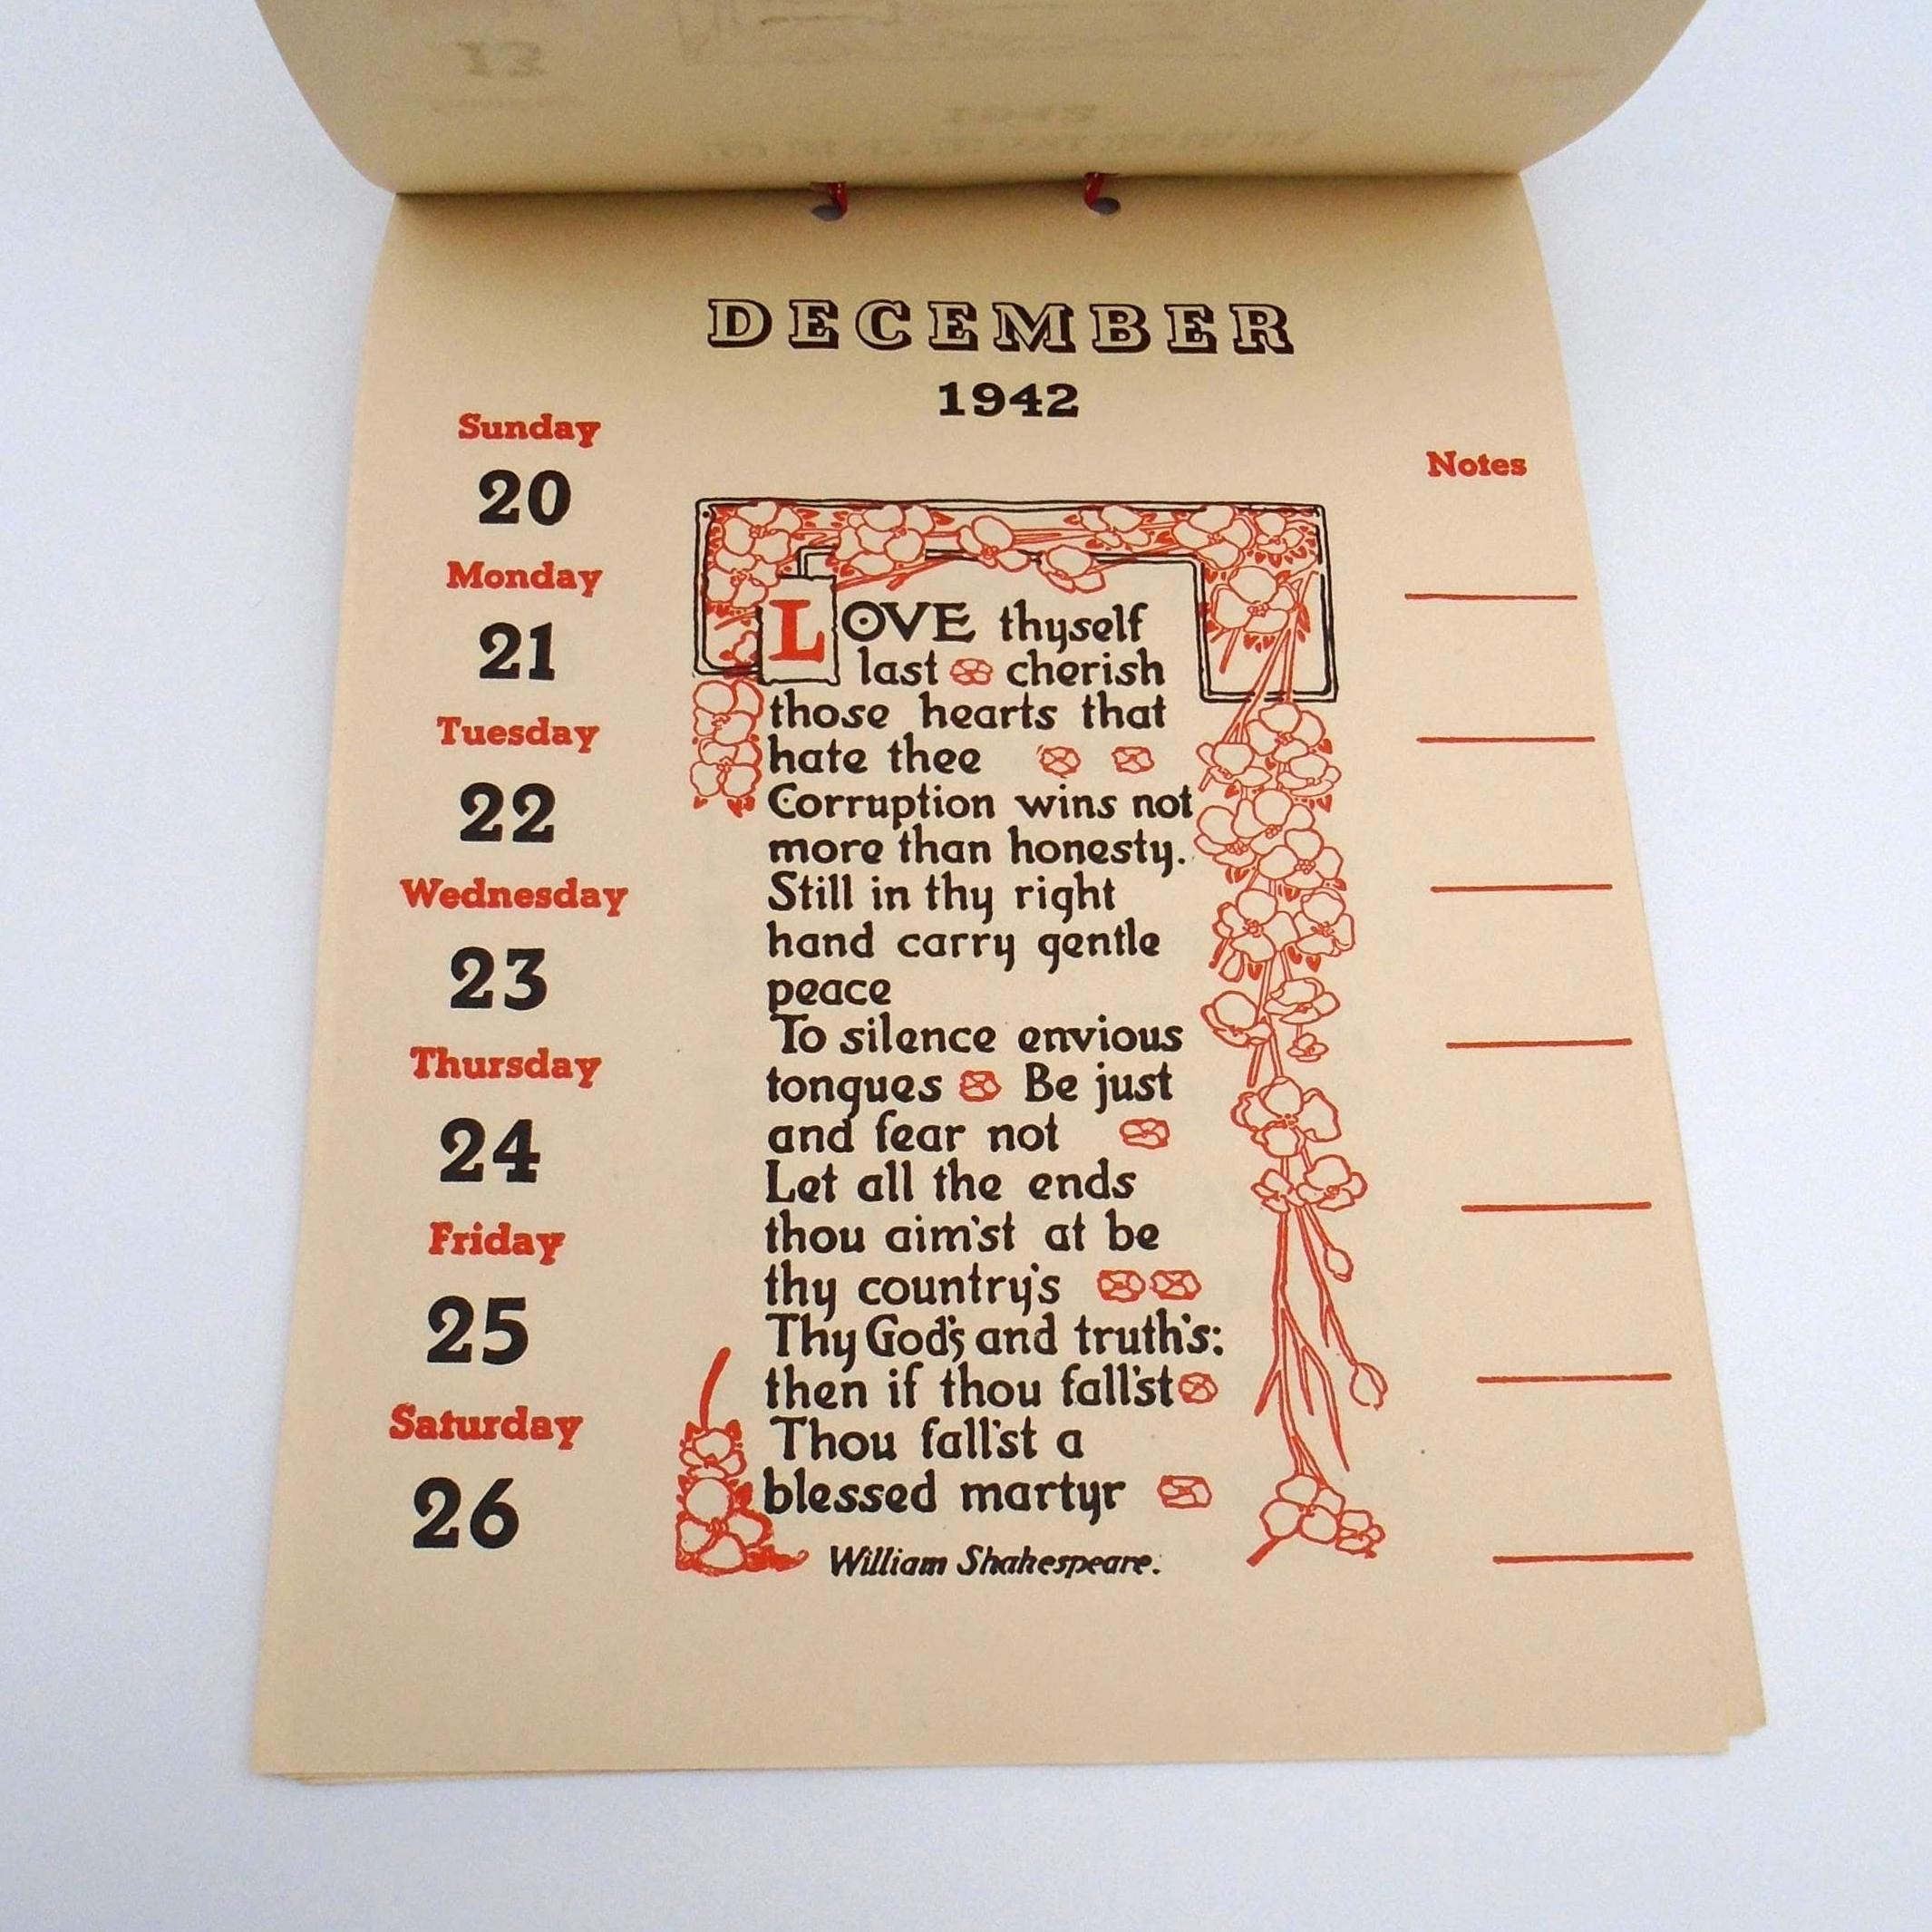 DECEMBER
1942
Sunday
20
Monday
21
Tuesday
22
Wednesday
23
Thursday
24
Friday
25
Saturday
26
LOVE thyself
last cherish
those hearts that
hate thee
Corruption wins not
more than honesty.
Still in thy right
hand carry gentle
peace
To silence envious
tongues Be just
and fear not
Let all the ends
thou aim'st at be
thy country's
Thy God's and truth's:
then if thou fall'st
Thou fall'st a
blessed martyr
William Shakespeare.
Notes